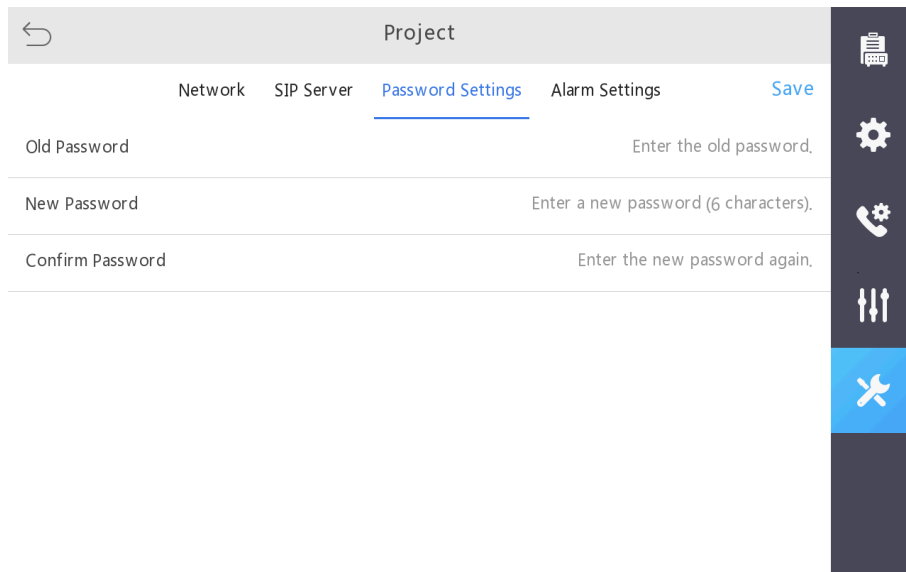 Project
Network SIP Server Password Settings Alarm Settings Save
Old Password Enter the old password.
New Password Enter a new password (6 characters).
Confirm Password Enter the new password again.